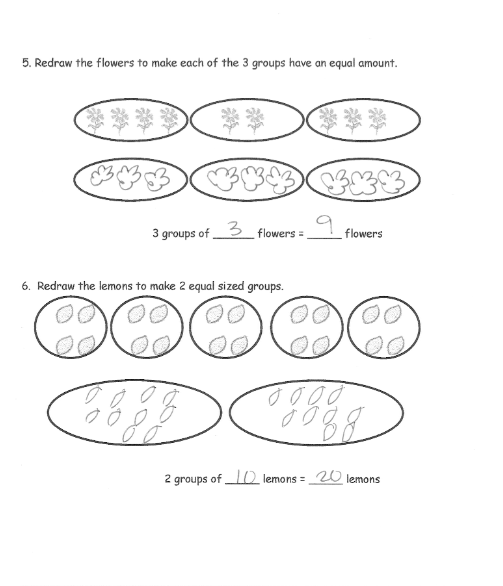 5. Redraw the flowers to make each of the 3 groups have an equal amount.
3 groups of 3 flowers = 9 flowers
6. Redraw the lemons to make 2 equal sized groups.
2 groups of 10 lemons = 20 lemons